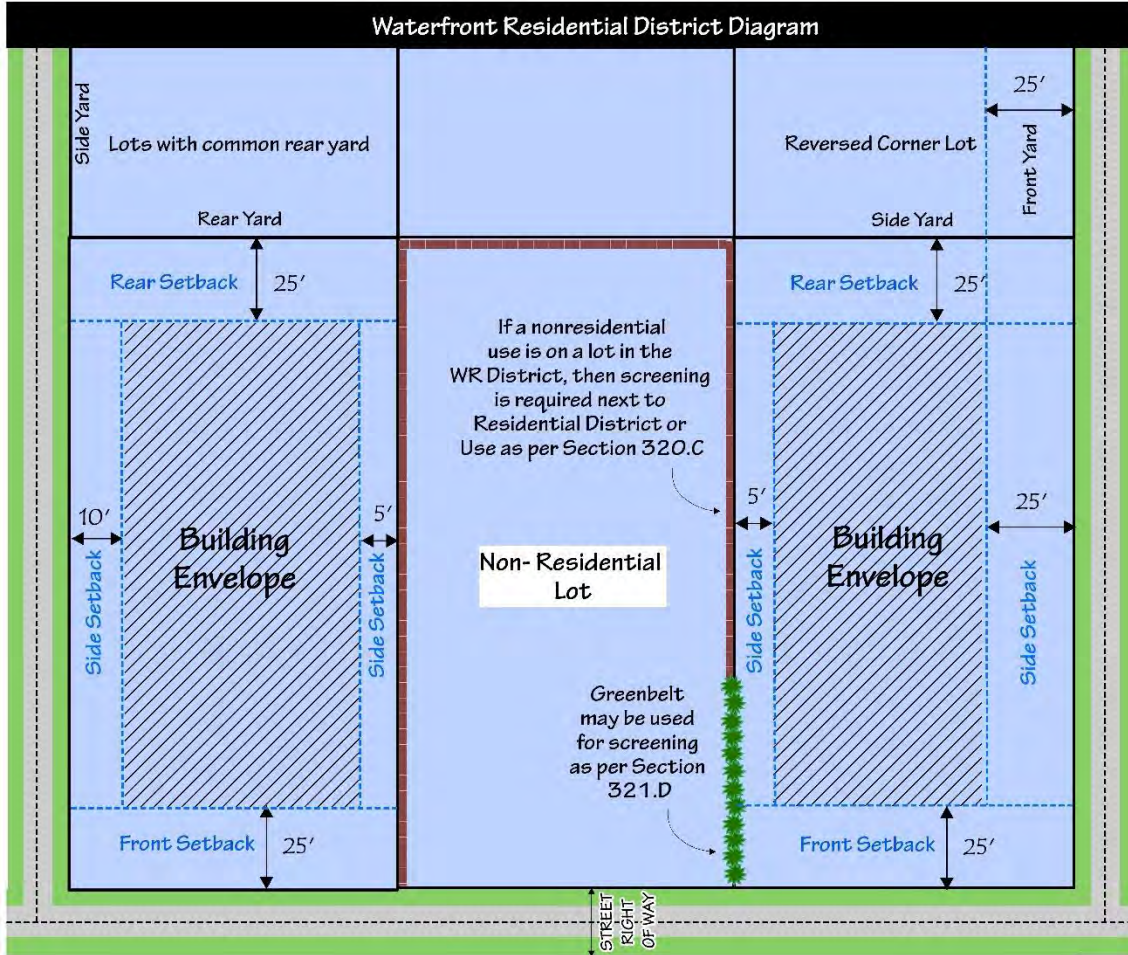 Waterfront Residential District Diagram
Side Yard
Lots with common rear yard
Rear Yard
Reversed Corner Lot
25'
Front Yard
Side Yard
Rear Setback
25'
Rear Setback
25'
If a nonresidential
use is on a lot in the
WR District, then screening
is required next to
Residential District or
Use as per Section 320.C
10'
Side Setback
Building
Envelope
5'
Side Setback
Non- Residential
Lot
5'
Side Setback
Building
Envelope
25'
Side Setback
Greenbelt
may be used
for screening
as per Section
321.D
Front Setback
25'
Front Setback
25'
STREET
RIGHT
OF WAY